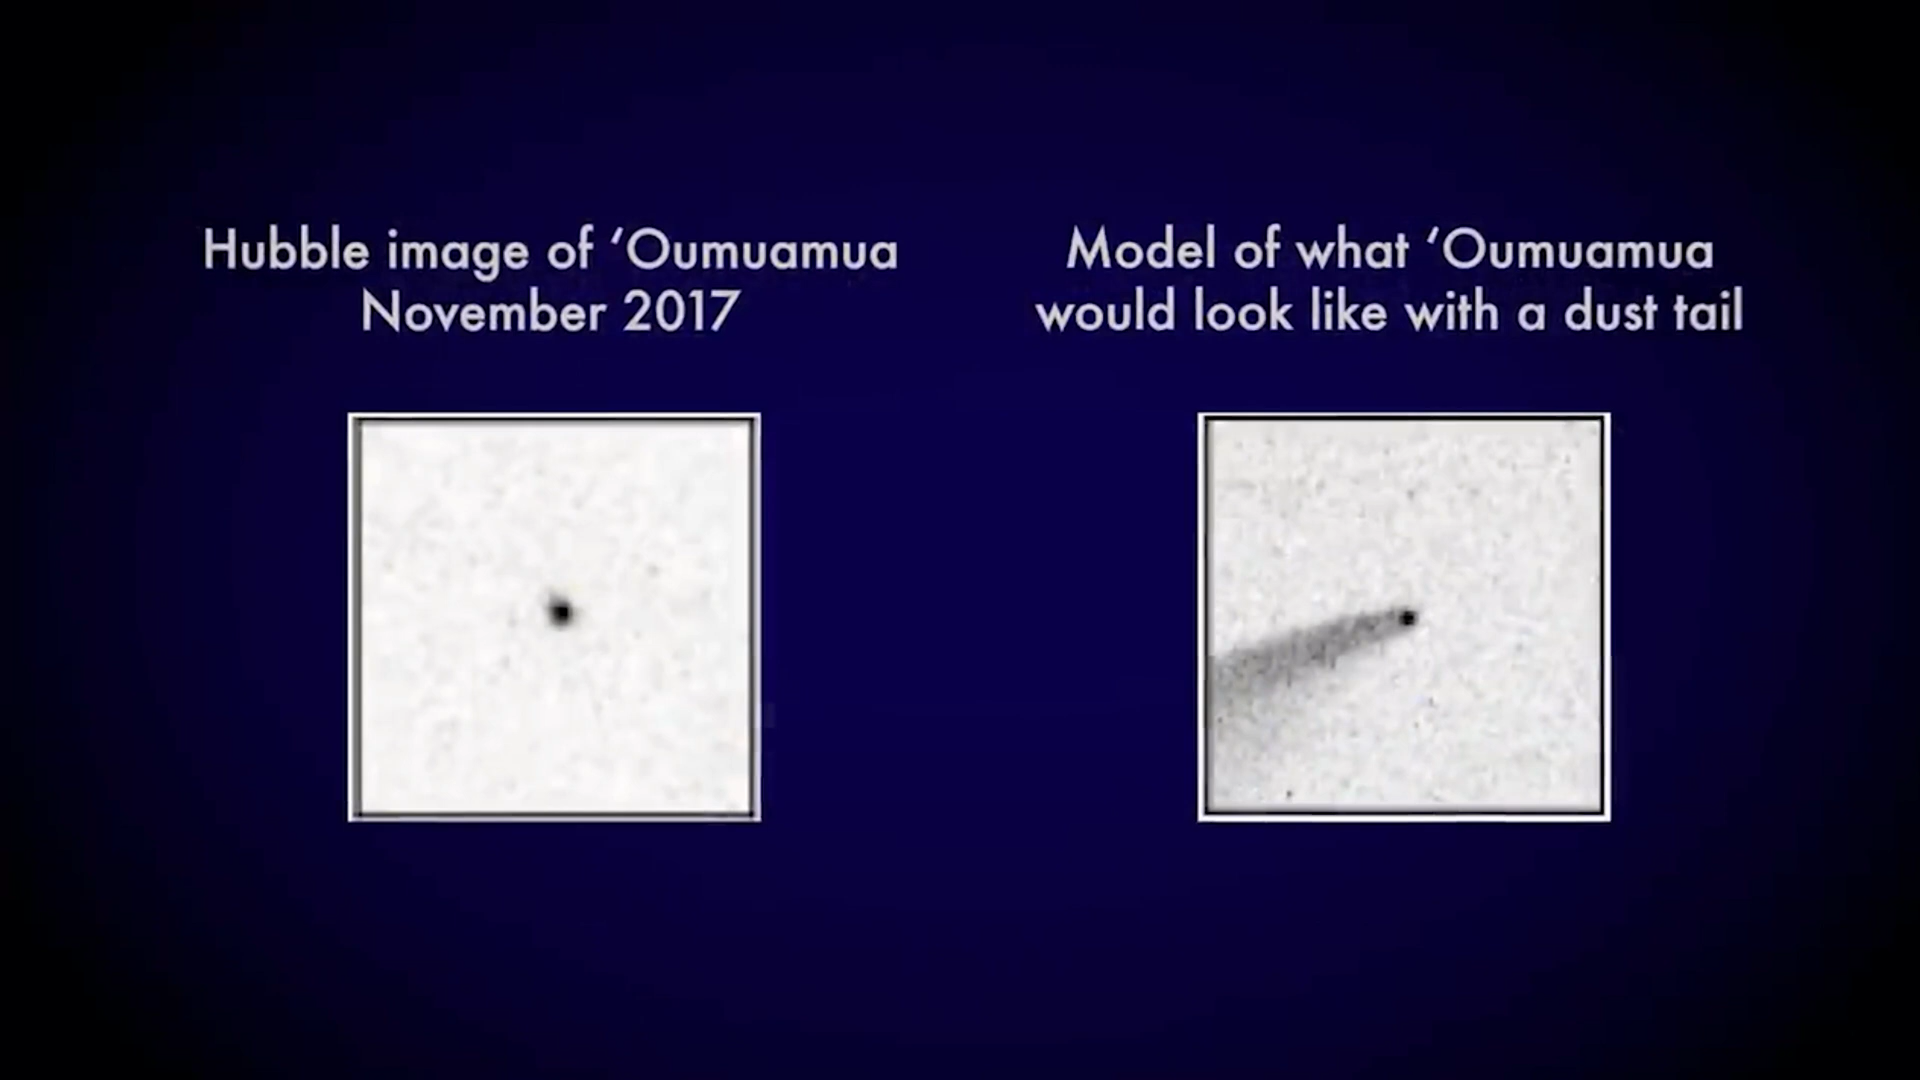 Hubble image of ‘Oumuamua
November 2017
Model of what ‘Oumuamua
would look like with a dust tail